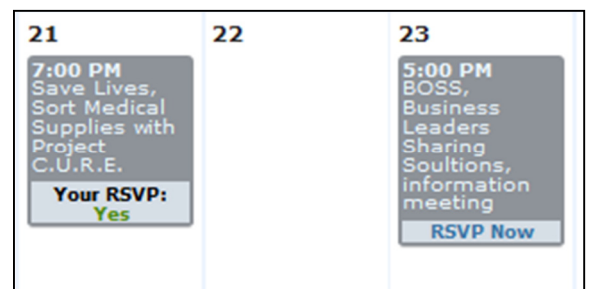 21
22
23
7:00 PM
Save Lives,
Sort Medical
Supplies with
Project
C.U.R.E.
Your RSVP:
Yes
5:00 PM
BOSS,
Business
Leaders
Sharing
Soultions,
information
meeting
RSVP Now